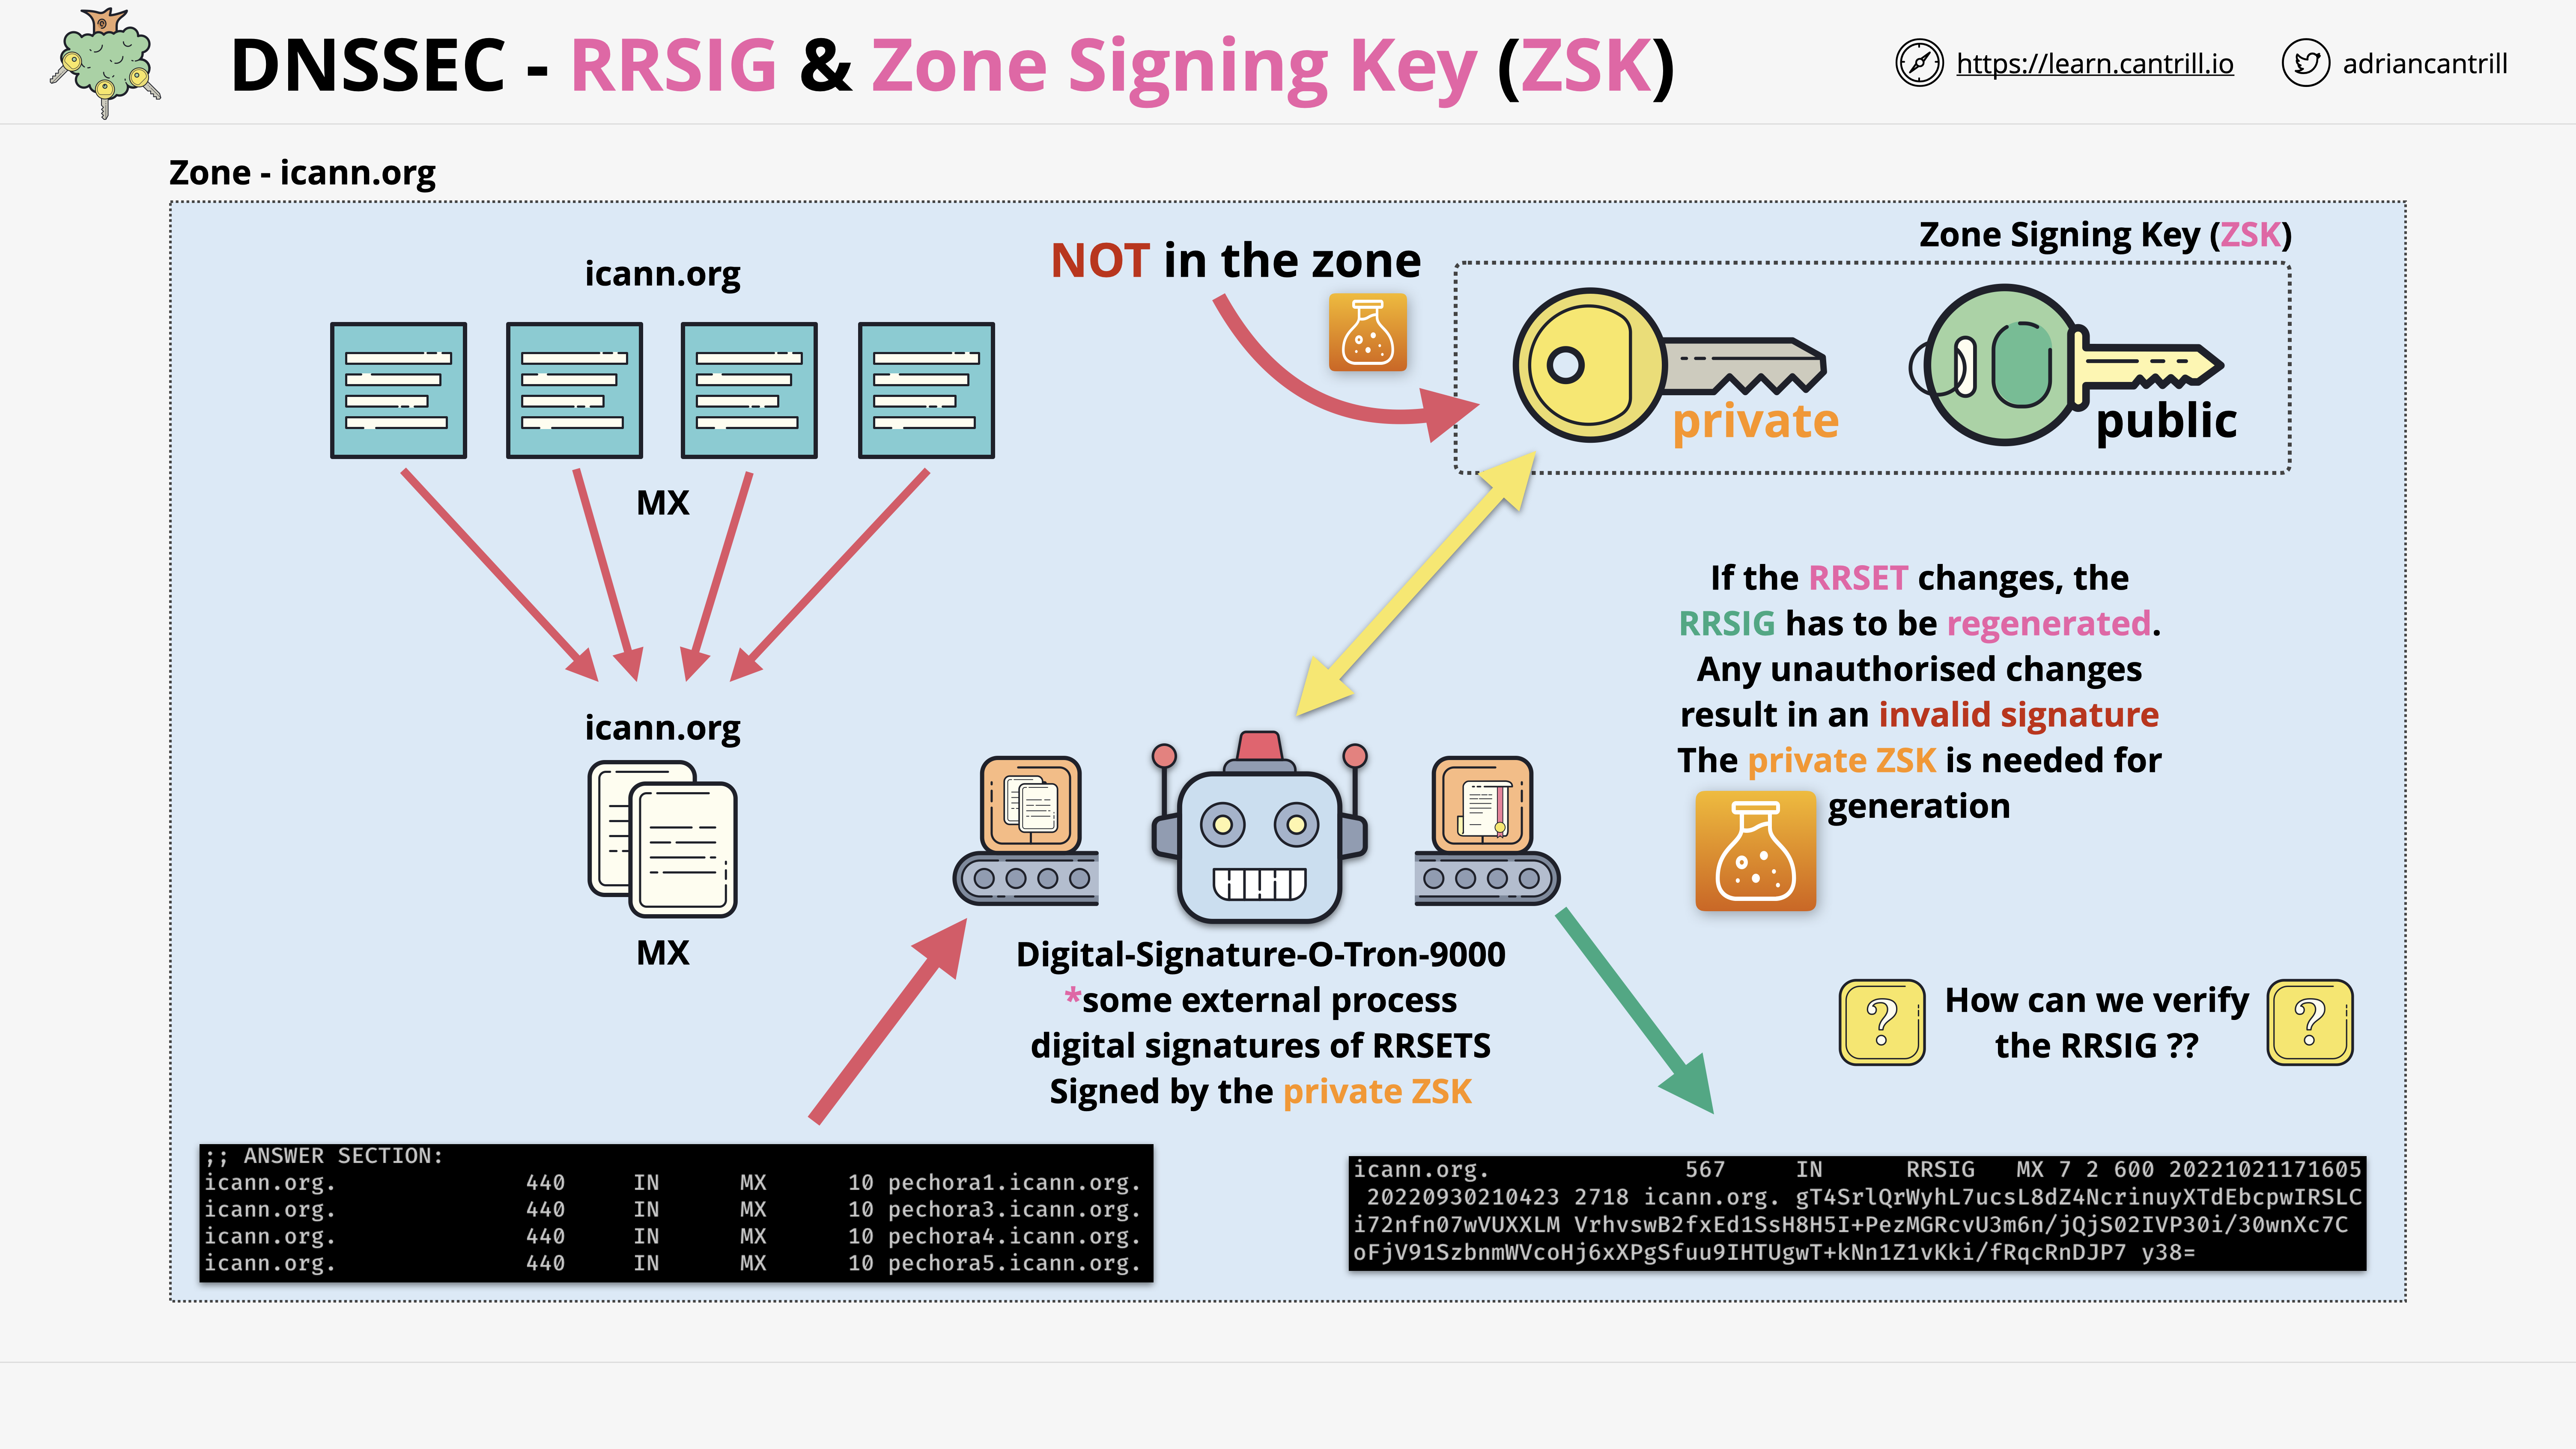 DNSSEC - RRSIG & Zone Signing Key (ZSK)
https://learn.cantrill.io
adriancantrill
Zone - icann.org
icann.org
MX
icann.org
MX
NOT in the zone
Zone Signing Key (ZSK)
private
public
If the RRSET changes, the
RRSIG has to be regenerated.
Any unauthorised changes
result in an invalid signature
The private ZSK is needed for
generation
Digital-Signature-O-Tron-9000
*some external process
digital signatures of RRSETS
Signed by the private ZSK
? How can we verify ?
the RRSIG ??
;; ANSWER SECTION:
icann.org. 440 IN MX 10 pechora1.icann.org.
icann.org. 440 IN MX 10 pechora3.icann.org.
icann.org. 440 IN MX 10 pechora4.icann.org.
icann.org. 440 IN MX 10 pechora5.icann.org.
icann.org. 567 IN RRSIG MX 7 2 600 20221021171605
20220930210423 2718 icann.org. gT4SrlQrWyhL7ucsL8dZ4NcrinuyXTdEbcpwIRSLC
i72nfn07wVUXXLM VrhvswB2fxEd1SsH8H5I+PezMGRcvU3m6n/jQjS02IVP30i/30wnXc7C
oFjV91SzbnmWVcoHj6xXPgSfuu9IHTUgwT+kNn1Z1vKki/fRqcRnDJP7 y38=